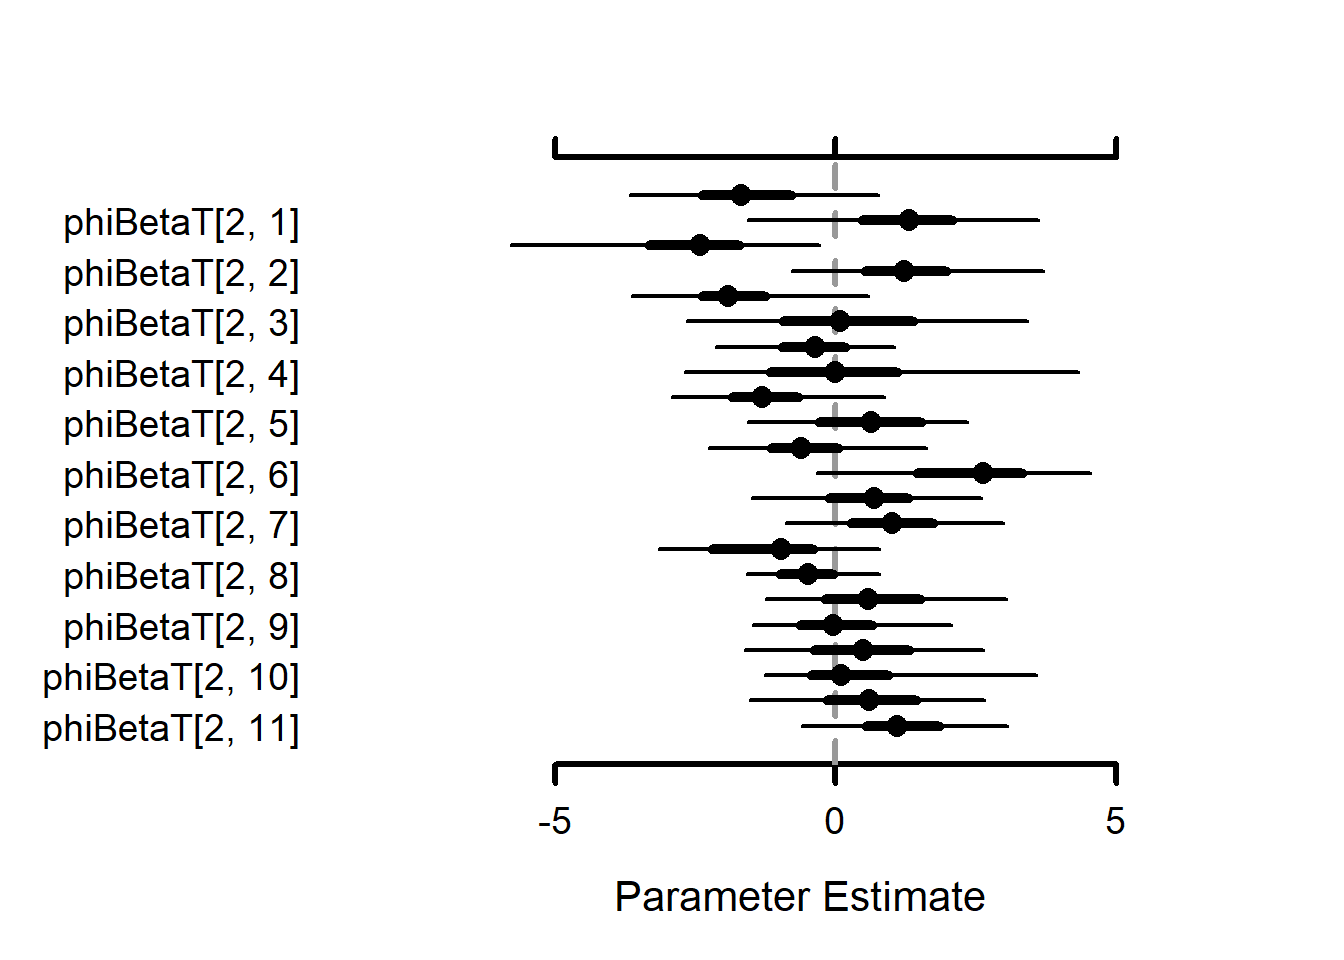 phiBetaT[2, 1]
phiBetaT[2, 2]
phiBetaT[2, 3]
phiBetaT[2, 4]
phiBetaT[2, 5]
phiBetaT[2, 6]
phiBetaT[2, 7]
phiBetaT[2, 8]
phiBetaT[2, 9]
phiBetaT[2, 10]
phiBetaT[2, 11]
-5 0 5
Parameter Estimate